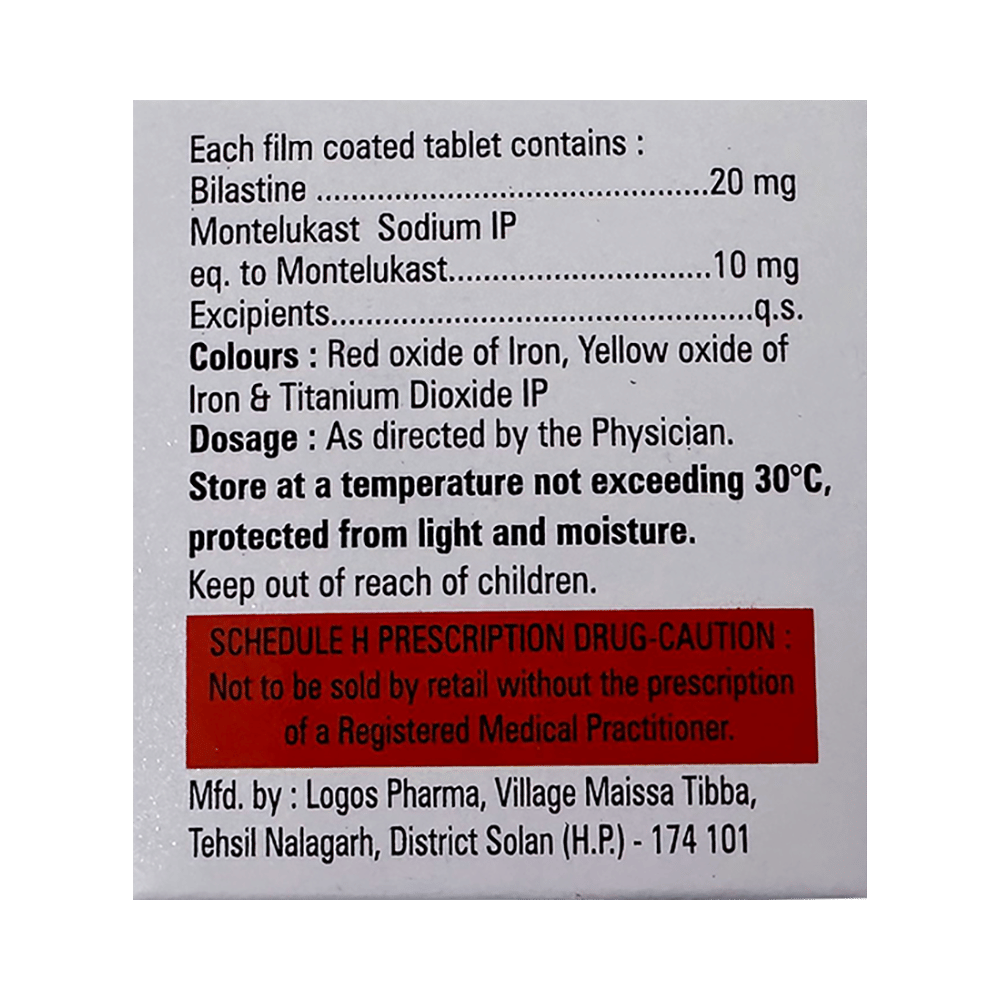 Each film coated tablet contains :
Bilastine ............................................20 mg
Montelukast Sodium IP
eq. to Montelukast.............................10 mg
Excipients...............................................q.s.
Colours : Red oxide of Iron, Yellow oxide of
Iron & Titanium Dioxide IP
Dosage : As directed by the Physician.
Store at a temperature not exceeding 30°C,
protected from light and moisture.
Keep out of reach of children.
SCHEDULE H PRESCRIPTION DRUG-CAUTION :
Not to be sold by retail without the prescription
of a Registered Medical Practitioner.
Mfd. by : Logos Pharma, Village Maissa Tibba,
Tehsil Nalagarh, District Solan (H.P.) - 174 101